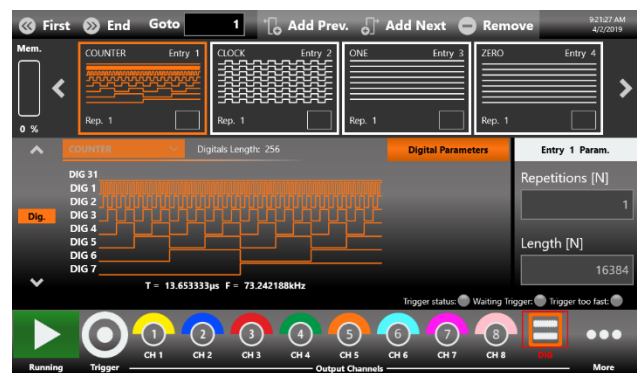 First End Goto 1 Add Prev. Add Next Remove 9:21:27 AM
4/2/2019
Mem.
0 %
COUNTER Entry 1
Rep. 1
CLOCK Entry 2
Rep. 1
ONE Entry 3
Rep. 1
ZERO Entry 4
Rep. 1
COUNTER Digitals Length: 256 Digital Parameters Entry 1 Param.
Dig.
DIG 31
DIG 1
DIG 2
DIG 3
DIG 4
DIG 5
DIG 6
DIG 7
T = 13.653333µs F = 73.242188kHz
Repetitions [N]
1
Length [N]
16384
Trigger status: Waiting Trigger: Trigger too fast:
1 2 3 4 5 6 7 8
Running Trigger CH 1 CH 2 CH 3 CH 4 CH 5 CH 6 CH 7 CH 8 DIG More
Output Channels